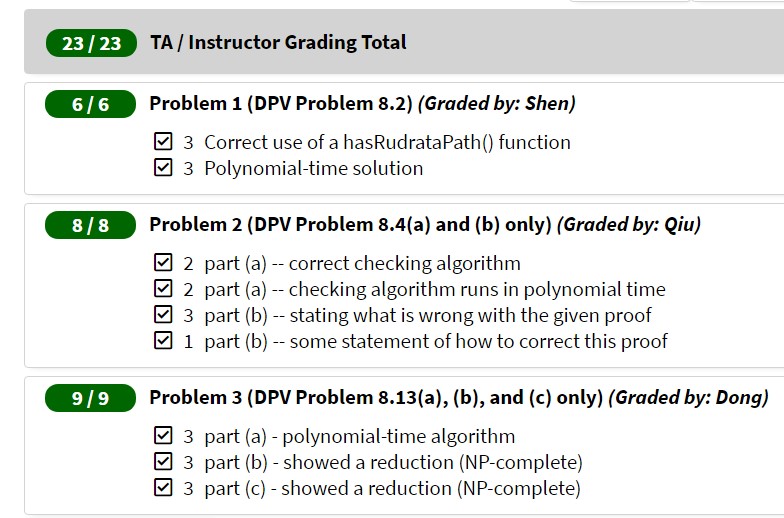 23 / 23 TA / Instructor Grading Total
6 / 6 Problem 1 (DPV Problem 8.2) (Graded by: Shen)
3 Correct use of a hasRudrataPath() function
3 Polynomial-time solution
8 / 8 Problem 2 (DPV Problem 8.4(a) and (b) only) (Graded by: Qiu)
2 part (a) -- correct checking algorithm
2 part (a) -- checking algorithm runs in polynomial time
3 part (b) -- stating what is wrong with the given proof
1 part (b) -- some statement of how to correct this proof
9 / 9 Problem 3 (DPV Problem 8.13(a), (b), and (c) only) (Graded by: Dong)
3 part (a) - polynomial-time algorithm
3 part (b) - showed a reduction (NP-complete)
3 part (c) - showed a reduction (NP-complete)